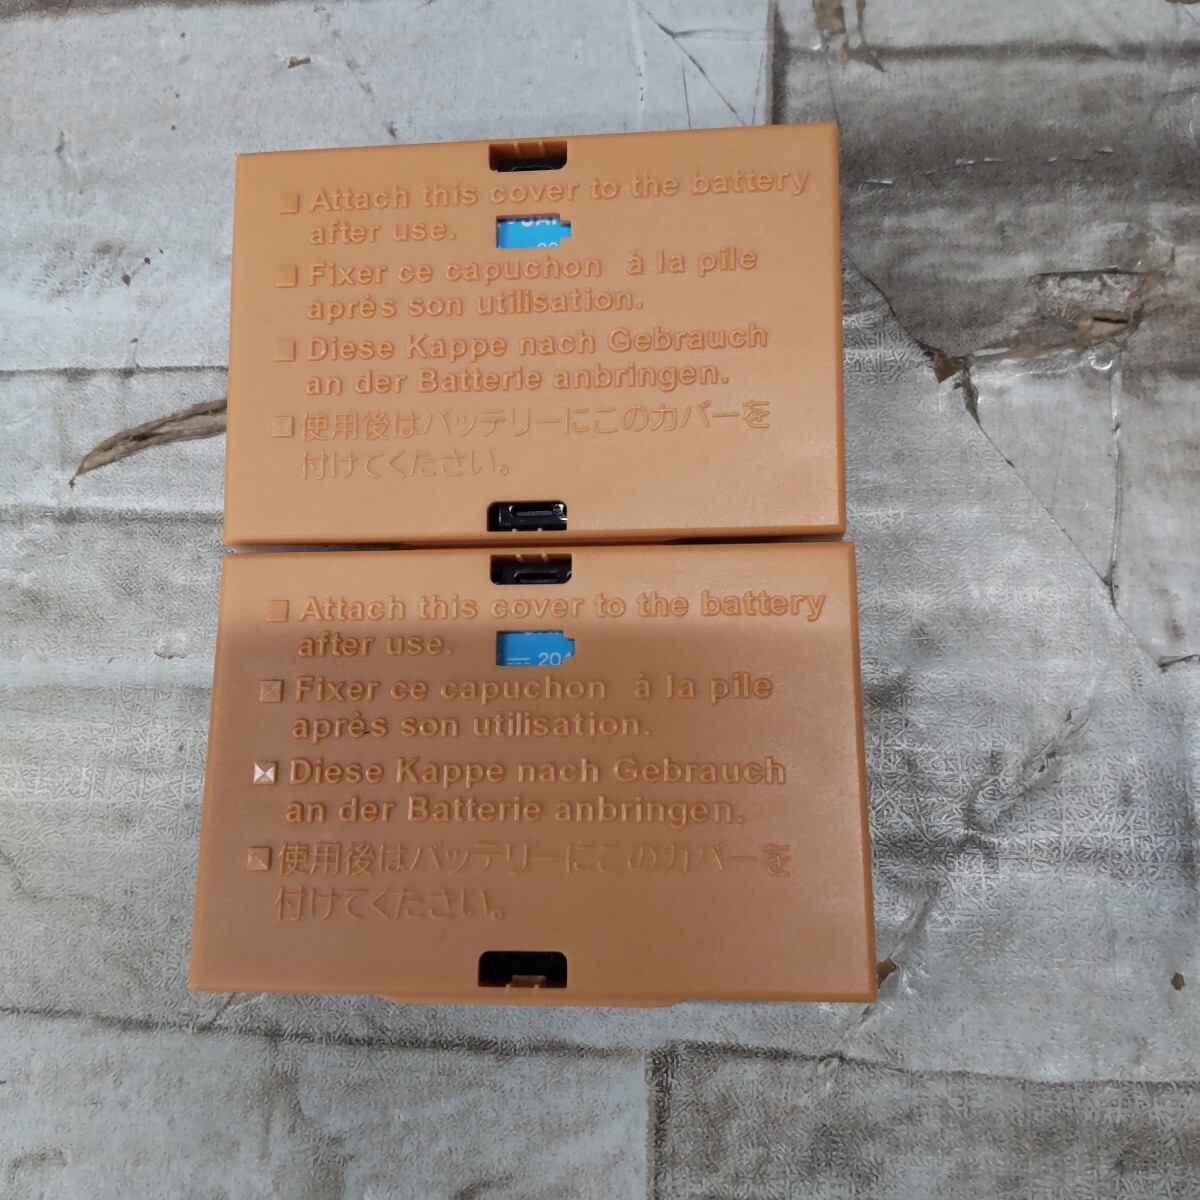 ■ Attach this cover to the battery
after use.
■ Fixer ce capuchon à la pile
après son utilisation.
■ Diese Kappe nach Gebrauch
an der Batterie anbringen.
■ 使用後はバッテリーにこのカバーを
付けてください。
■ Attach this cover to the battery
after use.
20
■ Fixer ce capuchon à la pile
après son utilisation.
■ Diese Kappe nach Gebrauch
an der Batterie anbringen.
■ 使用後はバッテリーにこのカバーを
付けてください。